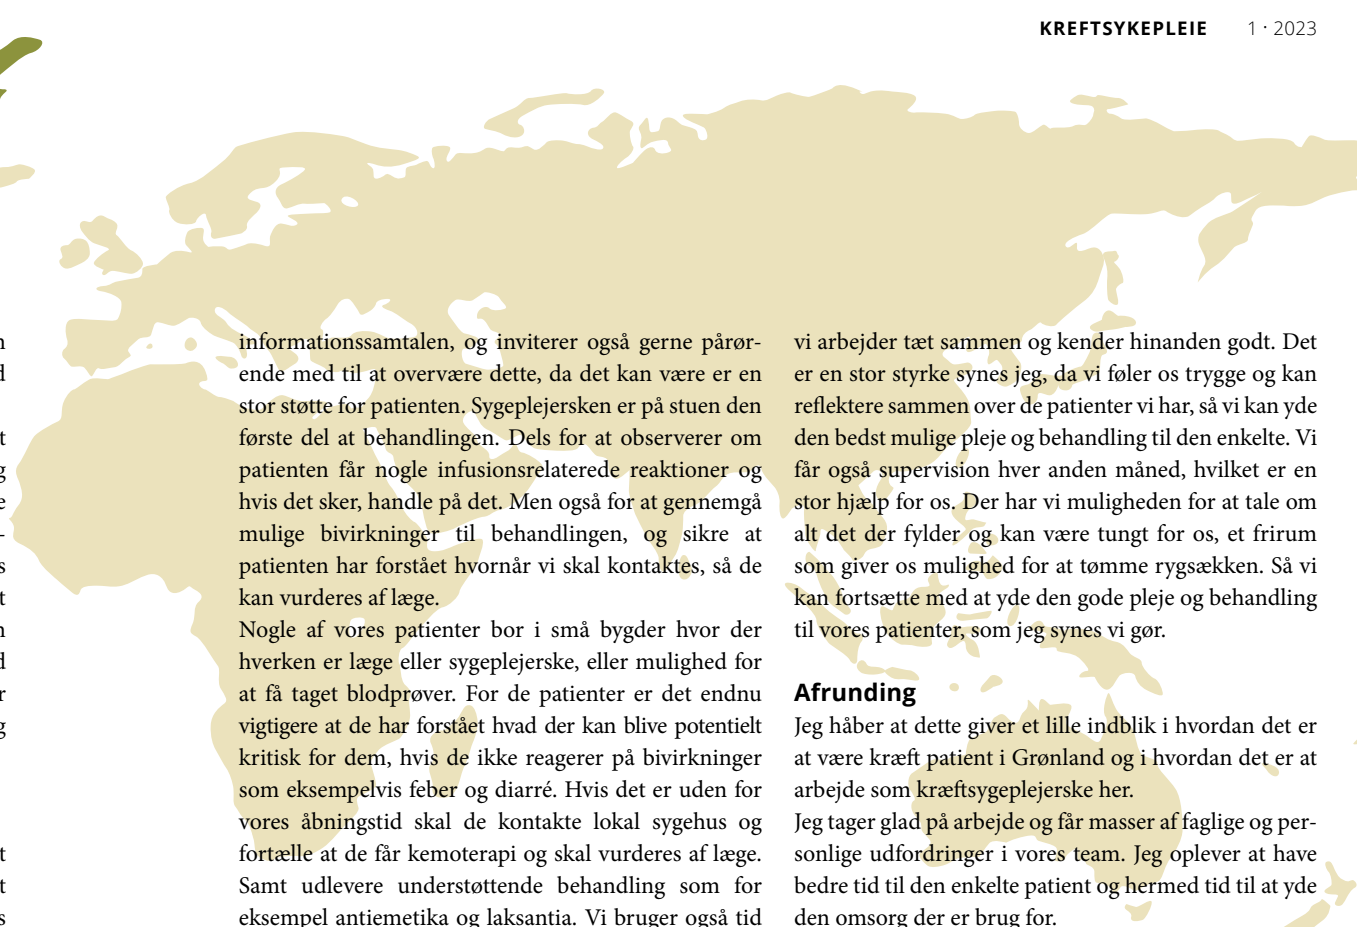 KREFTSYKEPLEIE 1 · 2023
informationssamtalen, og inviterer også gerne pårør-
ende med til at overvære dette, da det kan være er en
stor støtte for patienten. Sygeplejersken er på stuen den
første del at behandlingen. Dels for at observerer om
patienten får nogle infusionsrelaterede reaktioner og
hvis det sker, handle på det. Men også for at gennemgå
mulige bivirkninger til behandlingen, og sikre at
patienten har forstået hvornår vi skal kontaktes, så de
kan vurderes af læge.
Nogle af vores patienter bor i små bygder hvor der
hverken er læge eller sygeplejerske, eller mulighed for
at få taget blodprøver. For de patienter er det endnu
vigtigere at de har forstået hvad der kan blive potentielt
kritisk for dem, hvis de ikke reagerer på bivirkninger
som eksempelvis feber og diarré. Hvis det er uden for
vores åbningstid skal de kontakte lokal sygehus og
fortælle at de får kemoterapi og skal vurderes af læge.
Samt udlevere understøttende behandling som for
eksempel antiemetika og laksantia. Vi bruger også tid
vi arbejder tæt sammen og kender hinanden godt. Det
er en stor styrke synes jeg, da vi føler os trygge og kan
reflektere sammen over de patienter vi har, så vi kan yde
den bedst mulige pleje og behandling til den enkelte. Vi
får også supervision hver anden måned, hvilket er en
stor hjælp for os. Der har vi muligheden for at tale om
alt det der fylder og kan være tungt for os, et frirum
som giver os mulighed for at tømme rygsækken. Så vi
kan fortsætte med at yde den gode pleje og behandling
til vores patienter, som jeg synes vi gør.
Afrunding
Jeg håber at dette giver et lille indblik i hvordan det er
at være kræft patient i Grønland og i hvordan det er at
arbejde som kræftsygeplejerske her.
Jeg tager glad på arbejde og får masser af faglige og per-
sonlige udfordringer i vores team. Jeg oplever at have
bedre tid til den enkelte patient og hermed tid til at yde
den omsorg der er brug for.